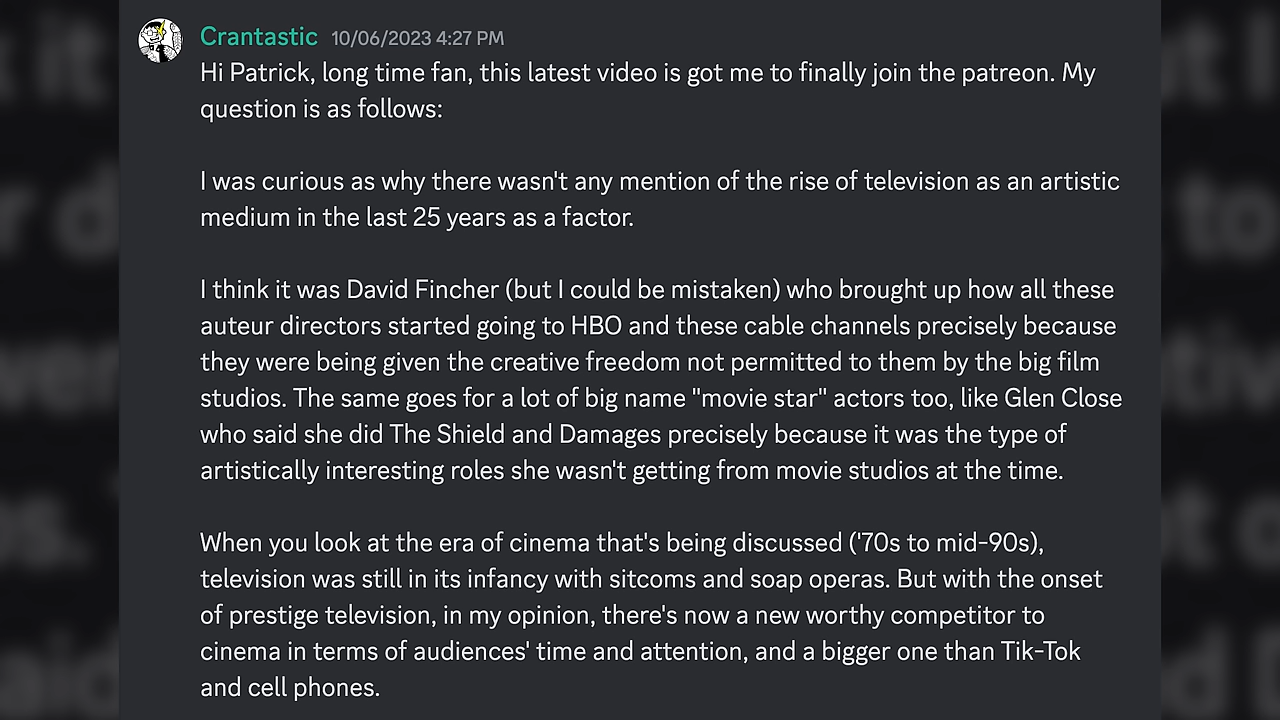 Crantastic 10/06/2023 4:27 PM
Hi Patrick, long time fan, this latest video is got me to finally join the patreon. My
question is as follows:
I was curious as why there wasn't any mention of the rise of television as an artistic
medium in the last 25 years as a factor.
I think it was David Fincher (but I could be mistaken) who brought up how all these
auteur directors started going to HBO and these cable channels precisely because
they were being given the creative freedom not permitted to them by the big film
studios. The same goes for a lot of big name "movie star" actors too, like Glen Close
who said she did The Shield and Damages precisely because it was the type of
artistically interesting roles she wasn't getting from movie studios at the time.
When you look at the era of cinema that's being discussed ('70s to mid-90s),
television was still in its infancy with sitcoms and soap operas. But with the onset
of prestige television, in my opinion, there's now a new worthy competitor to
cinema in terms of audiences' time and attention, and a bigger one than Tik-Tok
and cell phones.